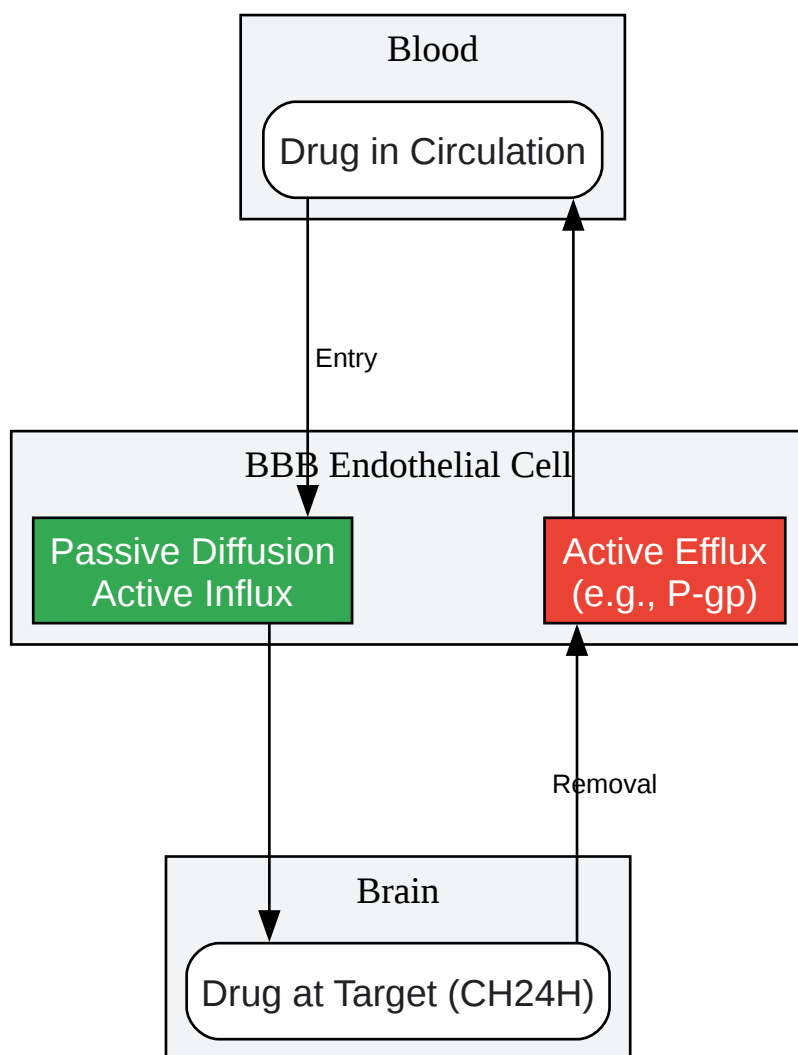 Blood
Drug in Circulation
Entry
BBB Endothelial Cell
Passive Diffusion
Active Influx
Active Efflux
(e.g., P-gp)
Removal
Brain
Drug at Target (CH24H)